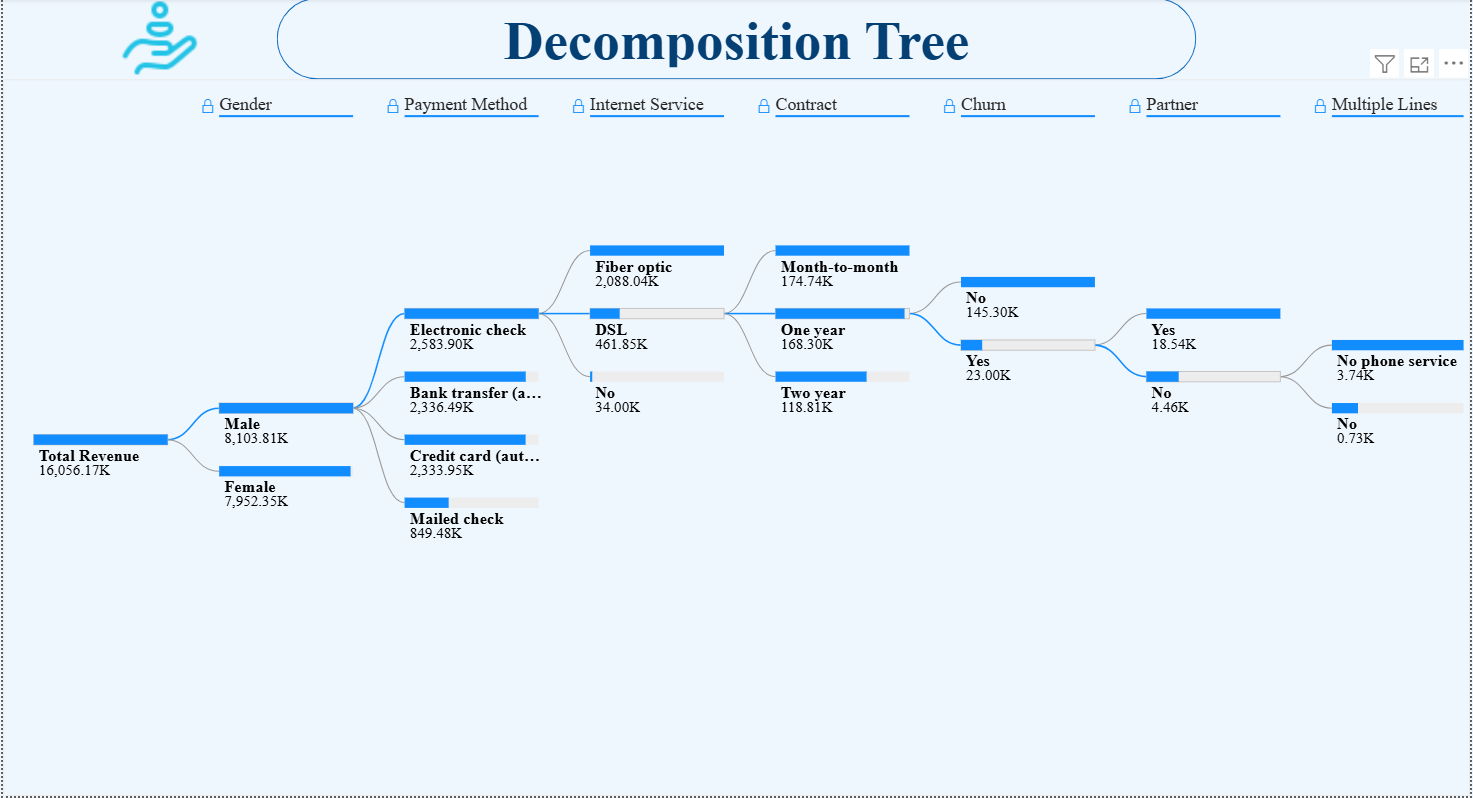 Decomposition Tree
Gender
Payment Method
Internet Service
Contract
Churn
Partner
Multiple Lines
Total Revenue
16,056.17K
Male
8,103.81K
Female
7,952.35K
Electronic check
2,583.90K
Bank transfer (a...
2,336.49K
Credit card (aut...
2,333.95K
Mailed check
849.48K
Fiber optic
2,088.04K
DSL
461.85K
No
34.00K
Month-to-month
174.74K
One year
168.30K
Two year
118.81K
No
145.30K
Yes
23.00K
Yes
18.54K
No
4.46K
No phone service
3.74K
No
0.73K